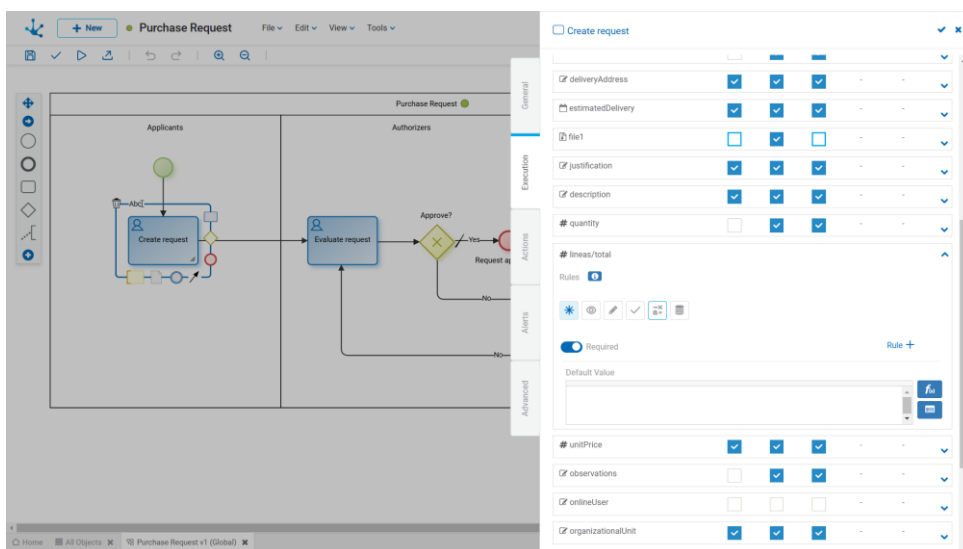 + New
Purchase Request
File
Edit
View
Tools
Create request
General
Execution
Actions
Alerts
Advanced
Purchase Request
Applicants
Authorizers
Abc
Create request
Evaluate request
Approve?
Yes
No
No
deliveryAddress
estimatedDelivery
file1
justification
description
# quantity
# lineas/total
Rules
Required
Rule +
Default Value
# unitPrice
observations
onlineUser
organizationalUnit
Home
All Objects
Purchase Request v1 (Global)